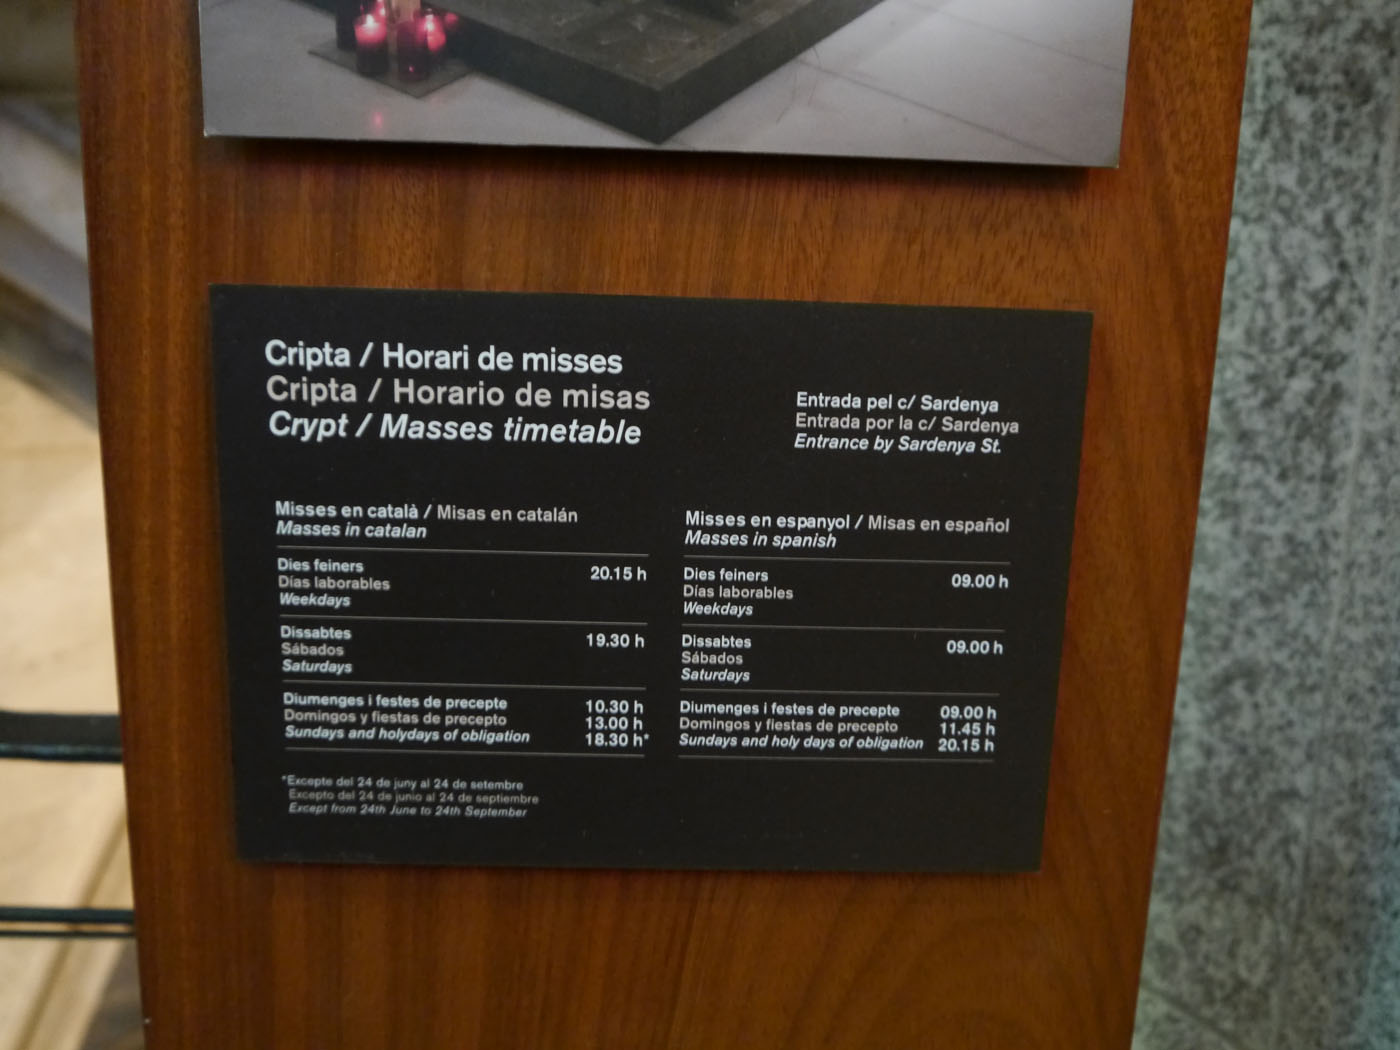 Cripta / Horari de misses
Cripta / Horario de misas
Crypt / Masses timetable
Entrada pel c/ Sardenya
Entrada por la c/ Sardenya
Entrance by Sardenya St.
Misses en català / Misas en catalán
Masses in catalan
Dies feiners
Días laborables
Weekdays
20.15 h
Dissabtes
Sábados
Saturdays
19.30 h
Diumenges i festes de precepte 10.30 h
Domingos y fiestas de precepto 13.00 h
Sundays and holydays of obligation 18.30 h*
*Excepte del 24 de juny al 24 de setembre
Excepto del 24 de junio al 24 de septiembre
Except from 24th June to 24th September
Misses en espanyol / Misas en español
Masses in spanish
Dies feiners
Días laborables
Weekdays
09.00 h
Dissabtes
Sábados
Saturdays
09.00 h
Diumenges i festes de precepte 09.00 h
Domingos y fiestas de precepto 11.45 h
Sundays and holy days of obligation 20.15 h